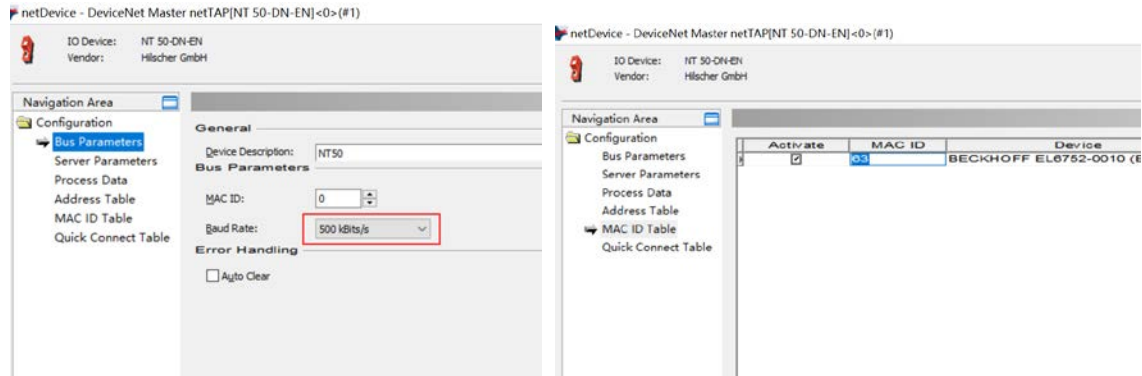 netDevice - DeviceNet Master netTAP[NT 50-DN-EN]<0>(#1)
IO Device: NT 50-DN-EN
Vendor: Hilscher GmbH
Navigation Area
Configuration
Bus Parameters
Server Parameters
Process Data
Address Table
MAC ID Table
Quick Connect Table
General
Device Description: NT50
Bus Parameters
MAC ID: 0
Baud Rate: 500 kBits/s
Error Handling
Auto Clear
netDevice - DeviceNet Master netTAP[NT 50-DN-EN]<0>(#1)
IO Device: NT 50-DN-EN
Vendor: Hilscher GmbH
Navigation Area
Configuration
Bus Parameters
Server Parameters
Process Data
Address Table
MAC ID Table
Quick Connect Table
Activate MAC ID Device
63 BECKHOFF EL6752-0010 (E